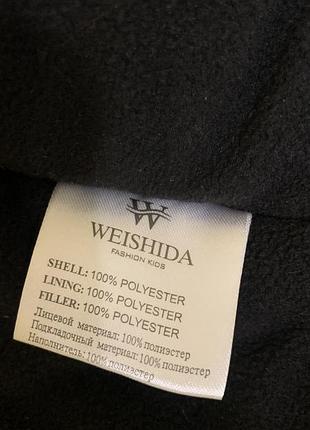 W
WEISHIDA
FASHION KIDS
SHELL: 100% POLYESTER
LINING: 100% POLYESTER
FILLER: 100% POLYESTER
Лицевой материал: 100% полиэстер
Подкладочный материал: 100% полиэстер
Наполнитель: 100% полиэстер